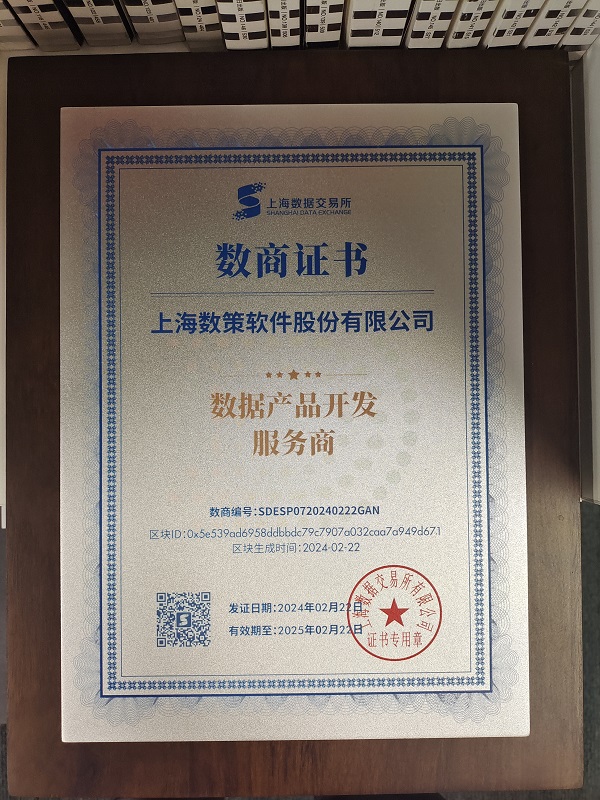 上海数据交易所
SHANGHAI DATA EXCHANGE
数商证书
上海数策软件股份有限公司
数据产品开发
服务商
数商编号：SDESP0720240222GAN
区块ID：0x5e539ad6958ddbbdc79c7907a032caa7a949d671
区块生成时间：2024-02-22
发证日期：2024年02月22日
有效期至：2025年02月22日
上海数据交易所有限公司
证书专用章